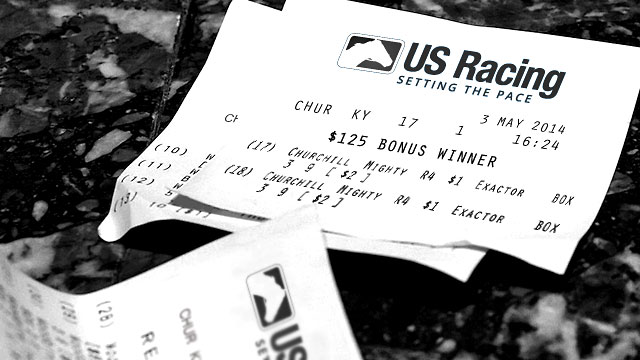 US Racing
SETTING THE PACE
CHUR KY 17 1 3 MAY 2014
16:24
$125 BONUS WINNER
(17) CHURCHILL MIGHTY R4 $1 EXACTOR BOX
3 9 [ $2 ]
(18) CHURCHILL MIGHTY R4 $1 EXACTOR BOX
3 9 [ $2 ]
Ch
(10) W
(11) W
(12)
(13)
US
SE
CHUR K
RE
(28)